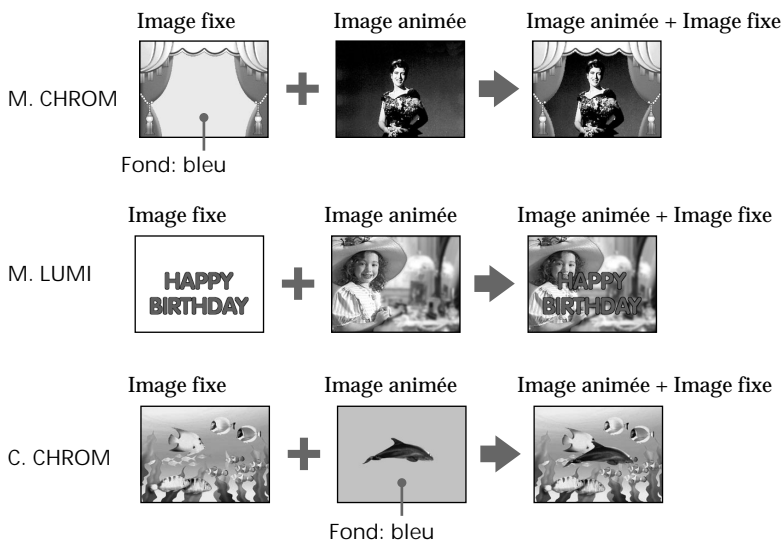 Image fixe Image animée Image animée + Image fixe
M. CHROM
Fond: bleu
Image fixe Image animée Image animée + Image fixe
M. LUMI
HAPPY BIRTHDAY HAPPY BIRTHDAY
Image fixe Image animée Image animée + Image fixe
C. CHROM
Fond: bleu